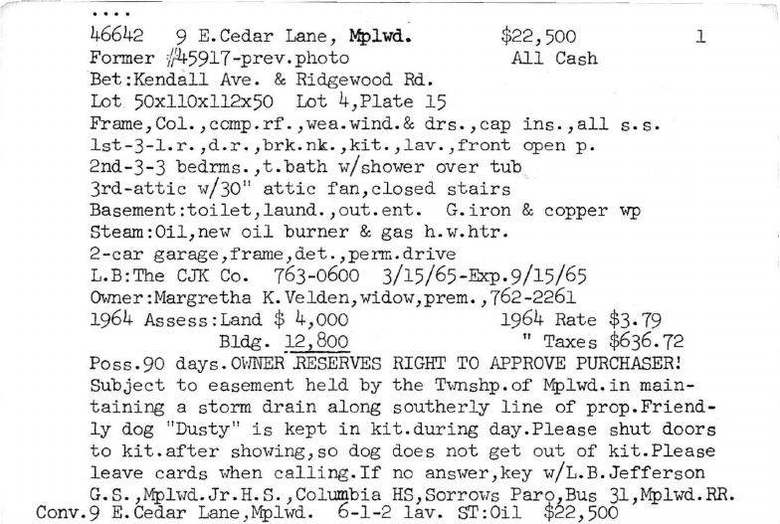 46642 9 E.Cedar Lane, Mplwd. $22,500 1
Former #45917-prev.photo All Cash
Bet:Kendall Ave. & Ridgewood Rd.
Lot 50x110x112x50 Lot 4,Plate 15
Frame,Col.,comp.rf.,wea.wind.& drs.,cap ins.,all s.s.
1st-3-l.r.,d.r.,brk.nk.,kit.,lav.,front open p.
2nd-3-3 bedrms.,t.bath w/shower over tub
3rd-attic w/30" attic fan,closed stairs
Basement:toilet,laund.,out.ent. G.iron & copper wp
Steam:Oil,new oil burner & gas h.w.htr.
2-car garage,frame,det.,perm.drive
L.B:The CJK Co. 763-0600 3/15/65-Exp.9/15/65
Owner:Margretha K.Velden,widow,prem.,762-2261
1964 Assess:Land $ 4,000 1964 Rate $3.79
Bldg. 12,800 " Taxes $636.72
Poss.90 days.OWNER RESERVES RIGHT TO APPROVE PURCHASER!
Subject to easement held by the Twnshp.of Mplwd.in main-
taining a storm drain along southerly line of prop.Friend-
ly dog "Dusty" is kept in kit.during day.Please shut doors
to kit.after showing,so dog does not get out of kit.Please
leave cards when calling.If no answer,key w/L.B.Jefferson
G.S.,Mplwd.Jr.H.S.,Columbia HS,Sorrows Paro,Bus 31,Mplwd.RR.
Conv.9 E.Cedar Lane,Mplwd. 6-1-2 lav. ST:Oil $22,500